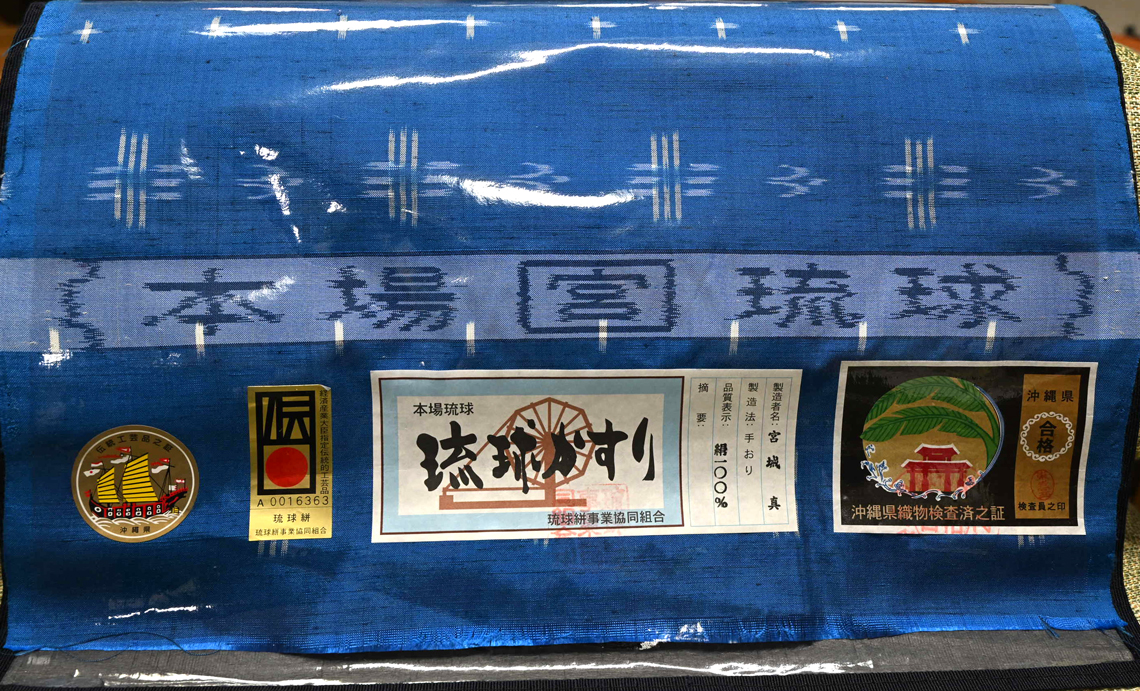 本場 宮 琉球
伝統工芸品之証
沖縄県
伝
経済産業大臣指定伝統的工芸品
A 0016363
琉球絣
琉球絣事業協同組合
本場琉球
琉球かすり
琉球絣事業協同組合
製造者名：宮城 真
製造法：手おり
品質表示：絹一〇〇%
摘要：
沖縄県織物検査済之証
沖縄県
合格
検査員之印